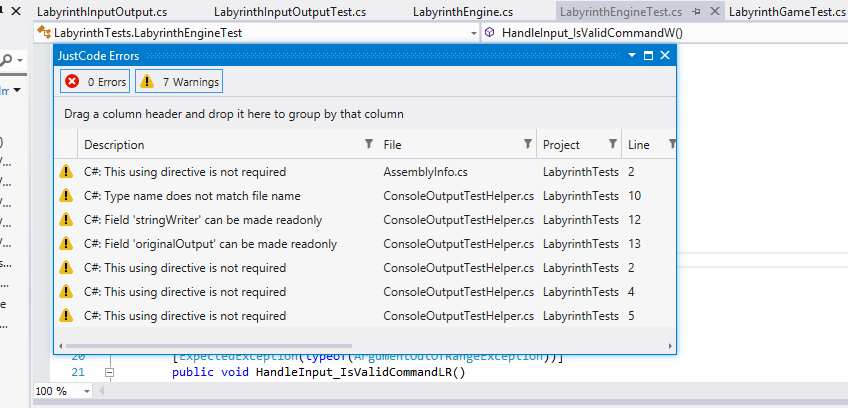 LabyrinthInputOutput.cs LabyrinthInputOutputTest.cs LabyrinthEngine.cs LabyrinthEngineTest.cs LabyrinthGameTest.cs
LabyrinthTests.LabyrinthEngineTest HandleInput_IsValidCommandW()
JustCode Errors
0 Errors 7 Warnings
Drag a column header and drop it here to group by that column
Description File Project Line
C#: This using directive is not required AssemblyInfo.cs LabyrinthTests 2
C#: Type name does not match file name ConsoleOutputTestHelper.cs LabyrinthTests 10
C#: Field 'stringWriter' can be made readonly ConsoleOutputTestHelper.cs LabyrinthTests 12
C#: Field 'originalOutput' can be made readonly ConsoleOutputTestHelper.cs LabyrinthTests 13
C#: This using directive is not required ConsoleOutputTestHelper.cs LabyrinthTests 2
C#: This using directive is not required ConsoleOutputTestHelper.cs LabyrinthTests 4
C#: This using directive is not required ConsoleOutputTestHelper.cs LabyrinthTests 5
20 [ExpectedException(typeof(ArgumentOutOfRangeException))]
21 public void HandleInput_IsValidCommandLR()
100 %